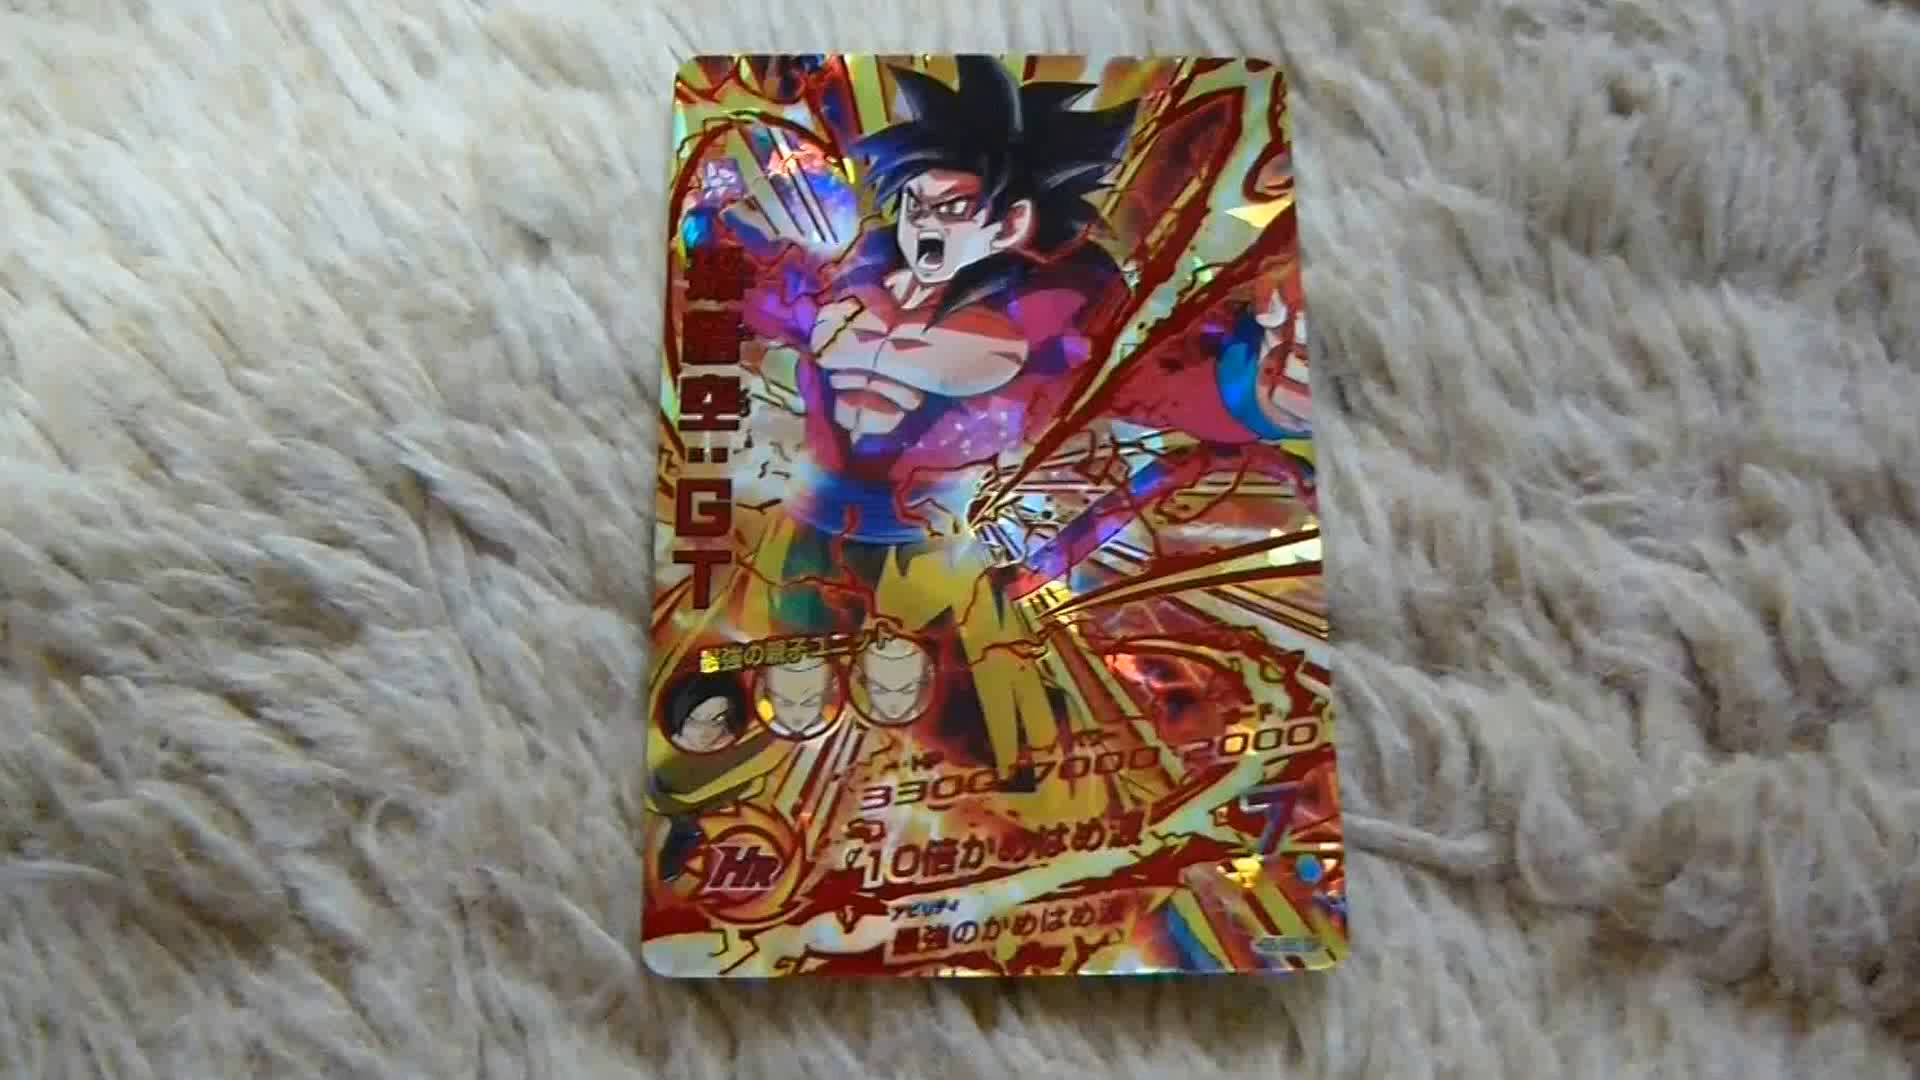 孫悟空:GT
最強の親子ユニット
HP
3300 7000 2000
7
10倍かめはめ波
HR
アビリティ
最強のかめはめ波